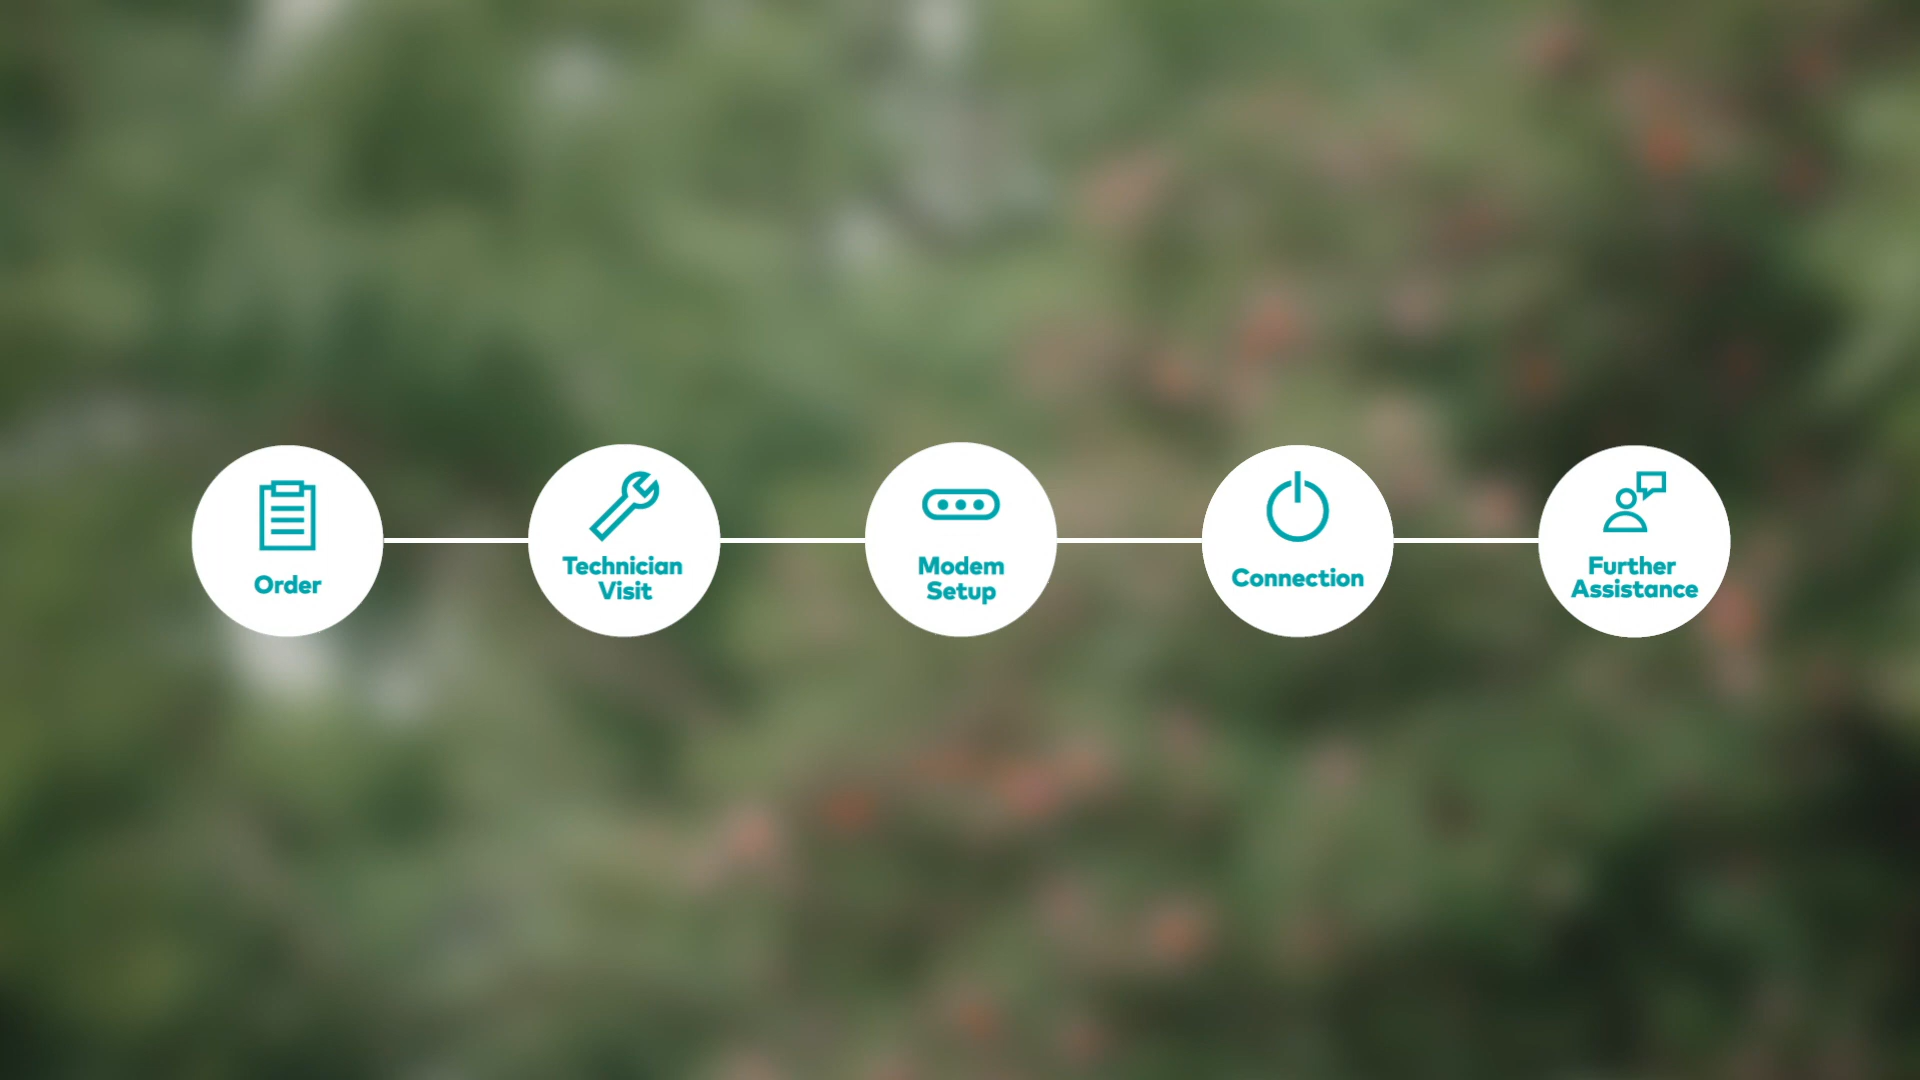 Order
Technician
Visit
Modem
Setup
Connection
Further
Assistance